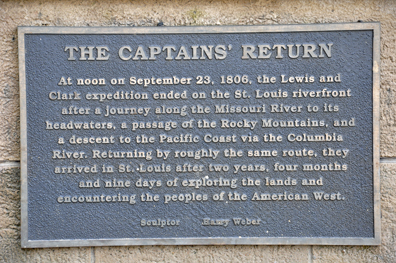 THE CAPTAINS' RETURN
At noon on September 23, 1806, the Lewis and
Clark expedition ended on the St. Louis riverfront
after a journey along the Missouri River to its
headwaters, a passage of the Rocky Mountains, and
a descent to the Pacific Coast via the Columbia
River. Returning by roughly the same route, they
arrived in St. Louis after two years, four months
and nine days of exploring the lands and
encountering the peoples of the American West.
Sculptor Harry Weber